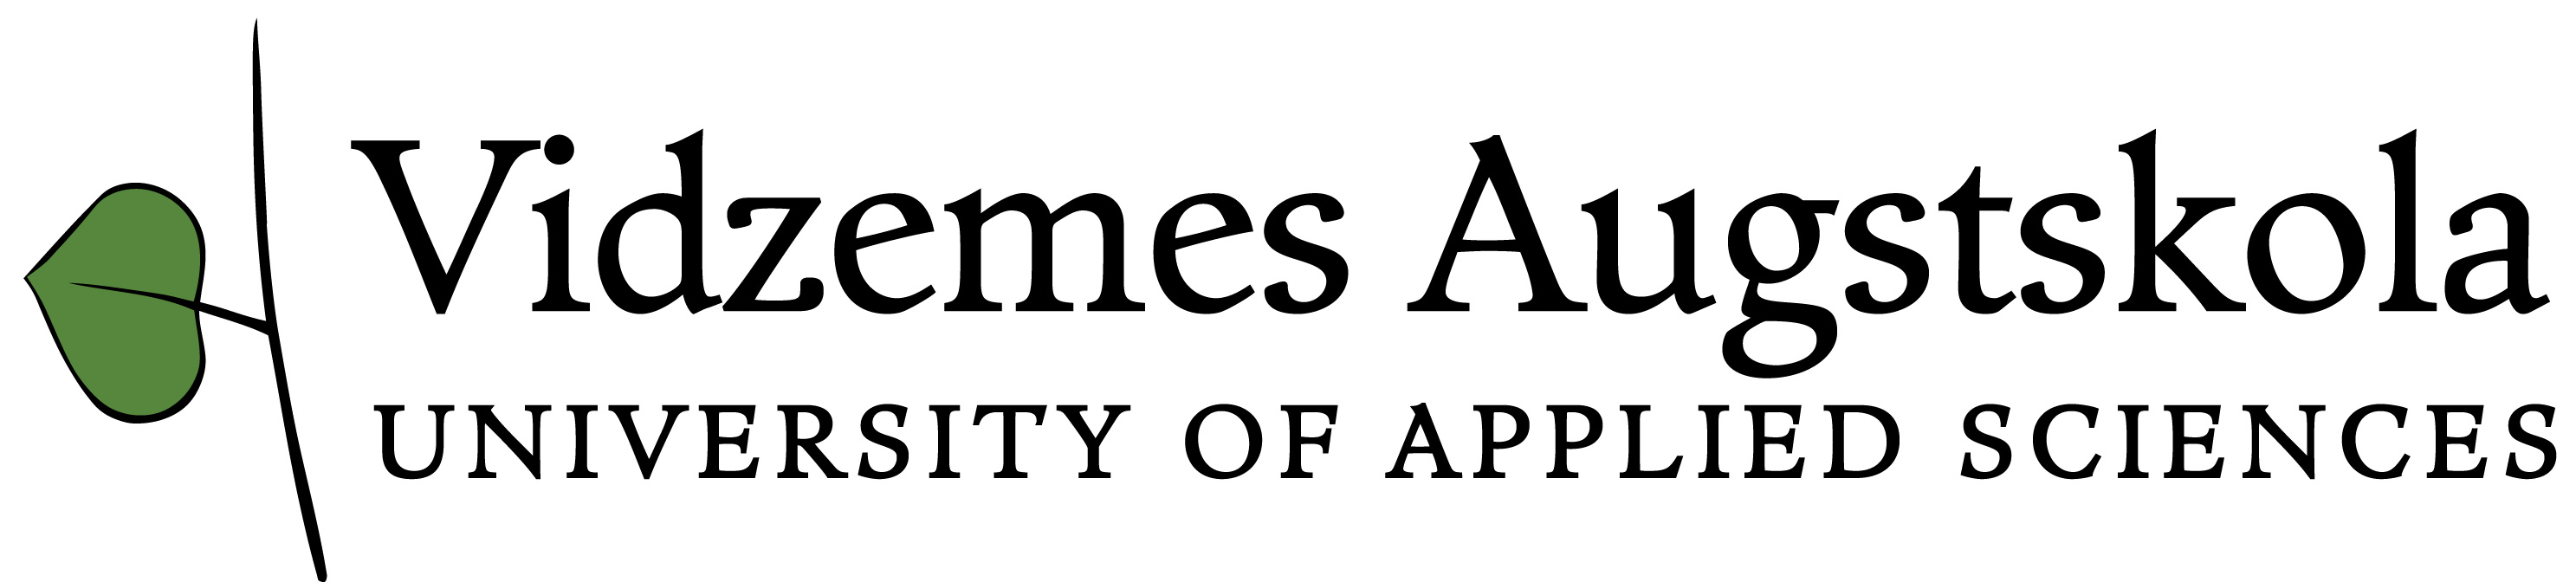 Vidzemes Augstskola
UNIVERSITY OF APPLIED SCIENCES